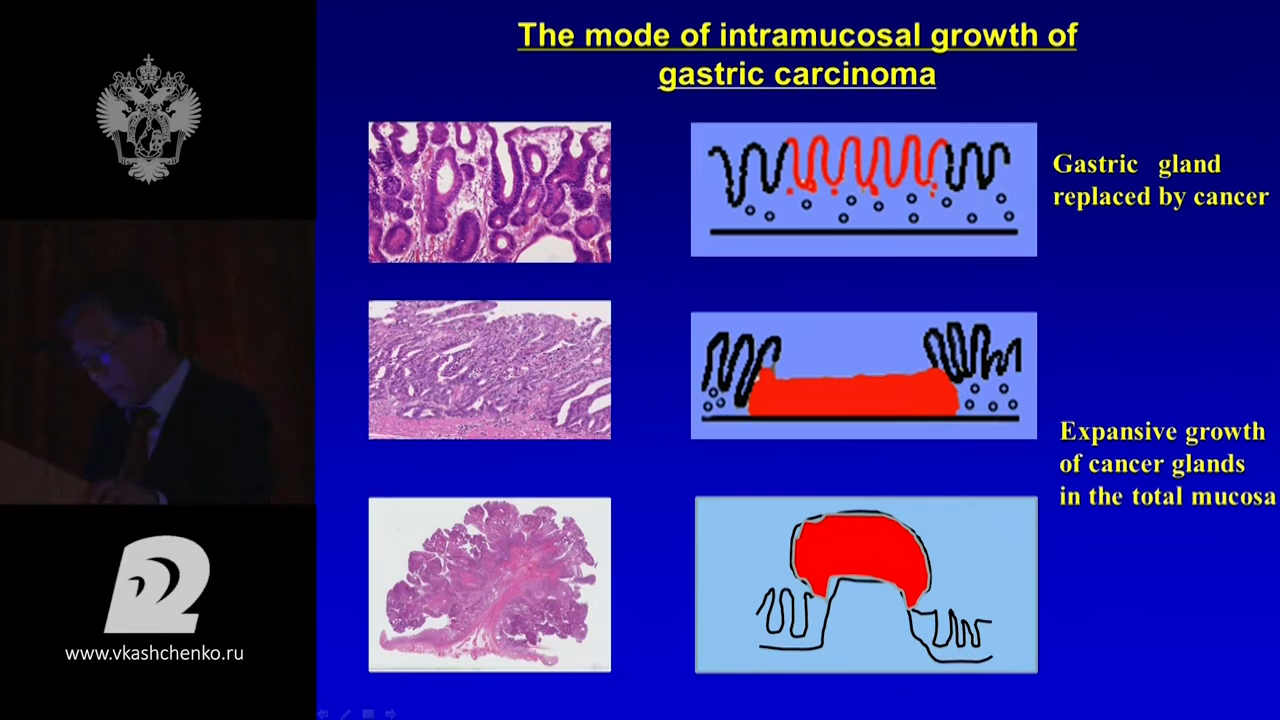 The mode of intramucosal growth of
gastric carcinoma
Gastric gland
replaced by cancer
Expansive growth
of cancer glands
in the total mucosa
www.vkashchenko.ru